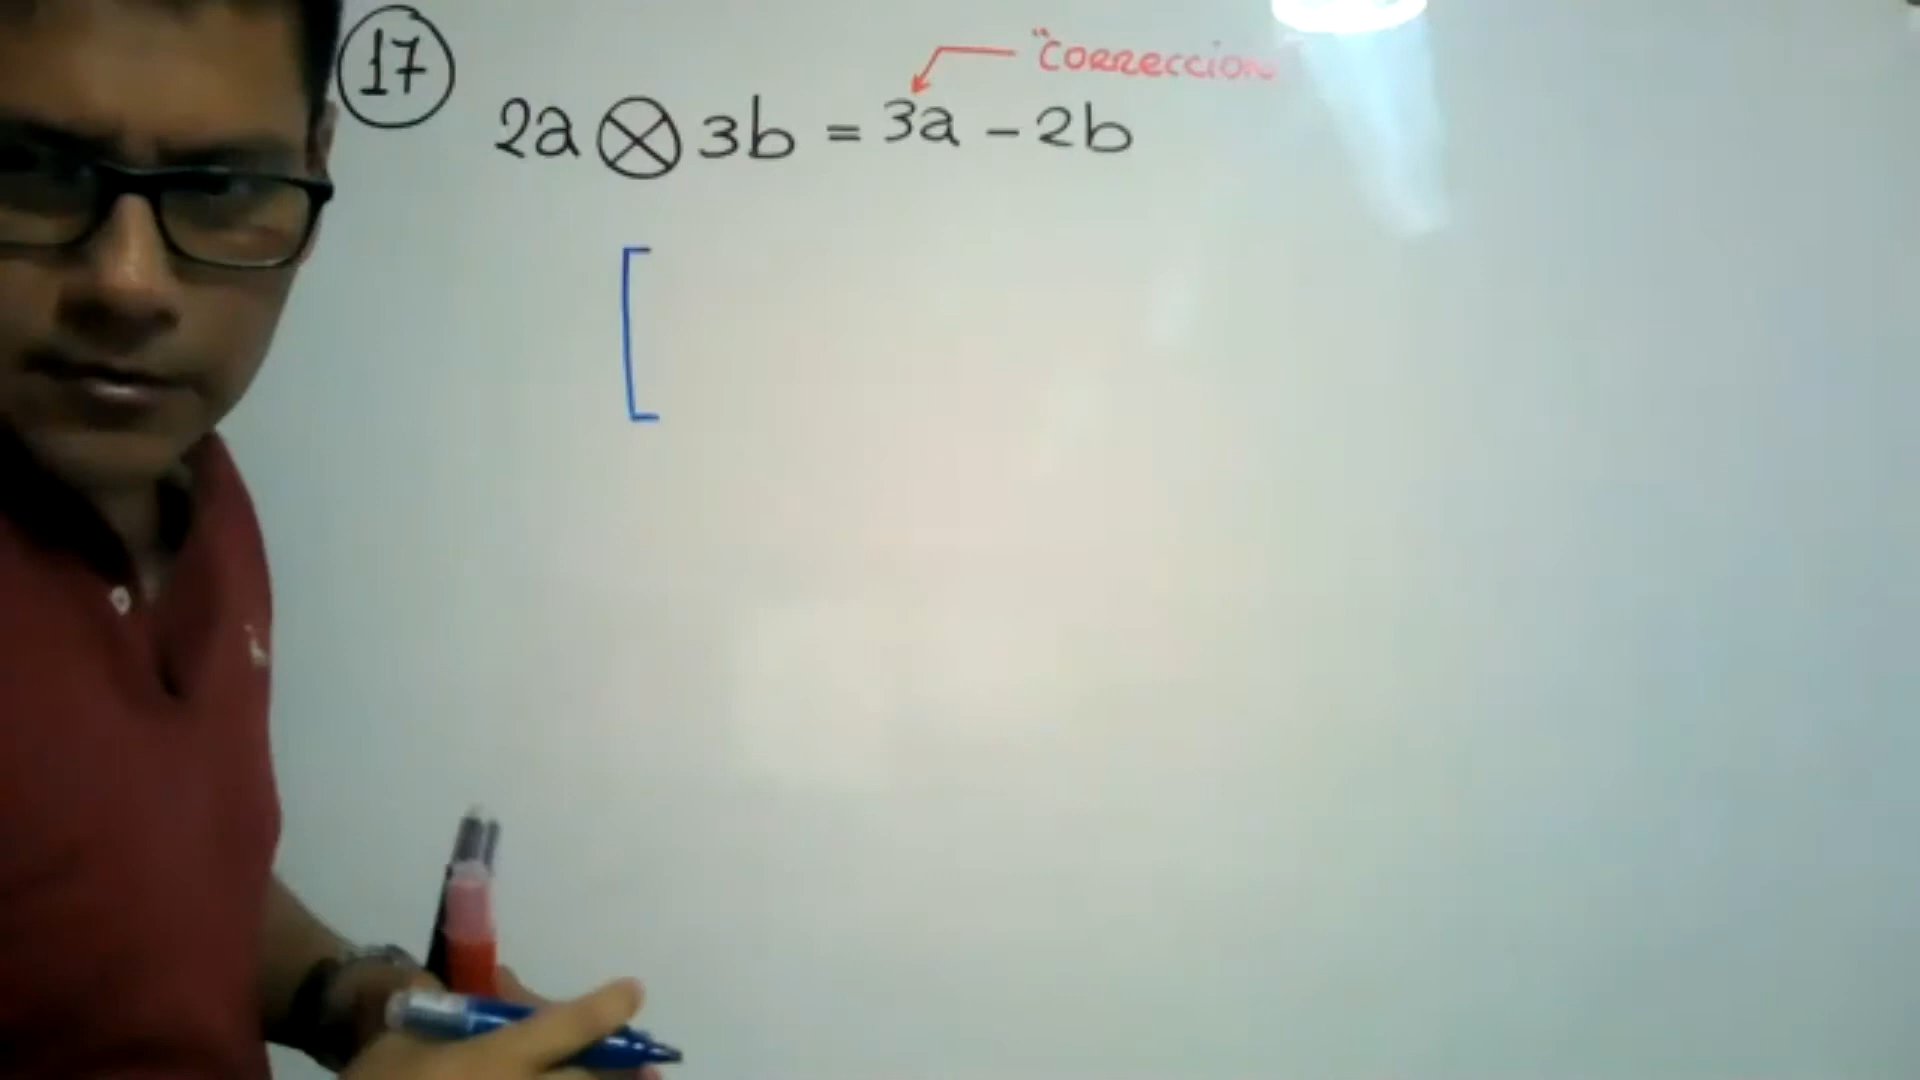 17
"Correccion
2a ⊗ 3b = 3a - 2b
[